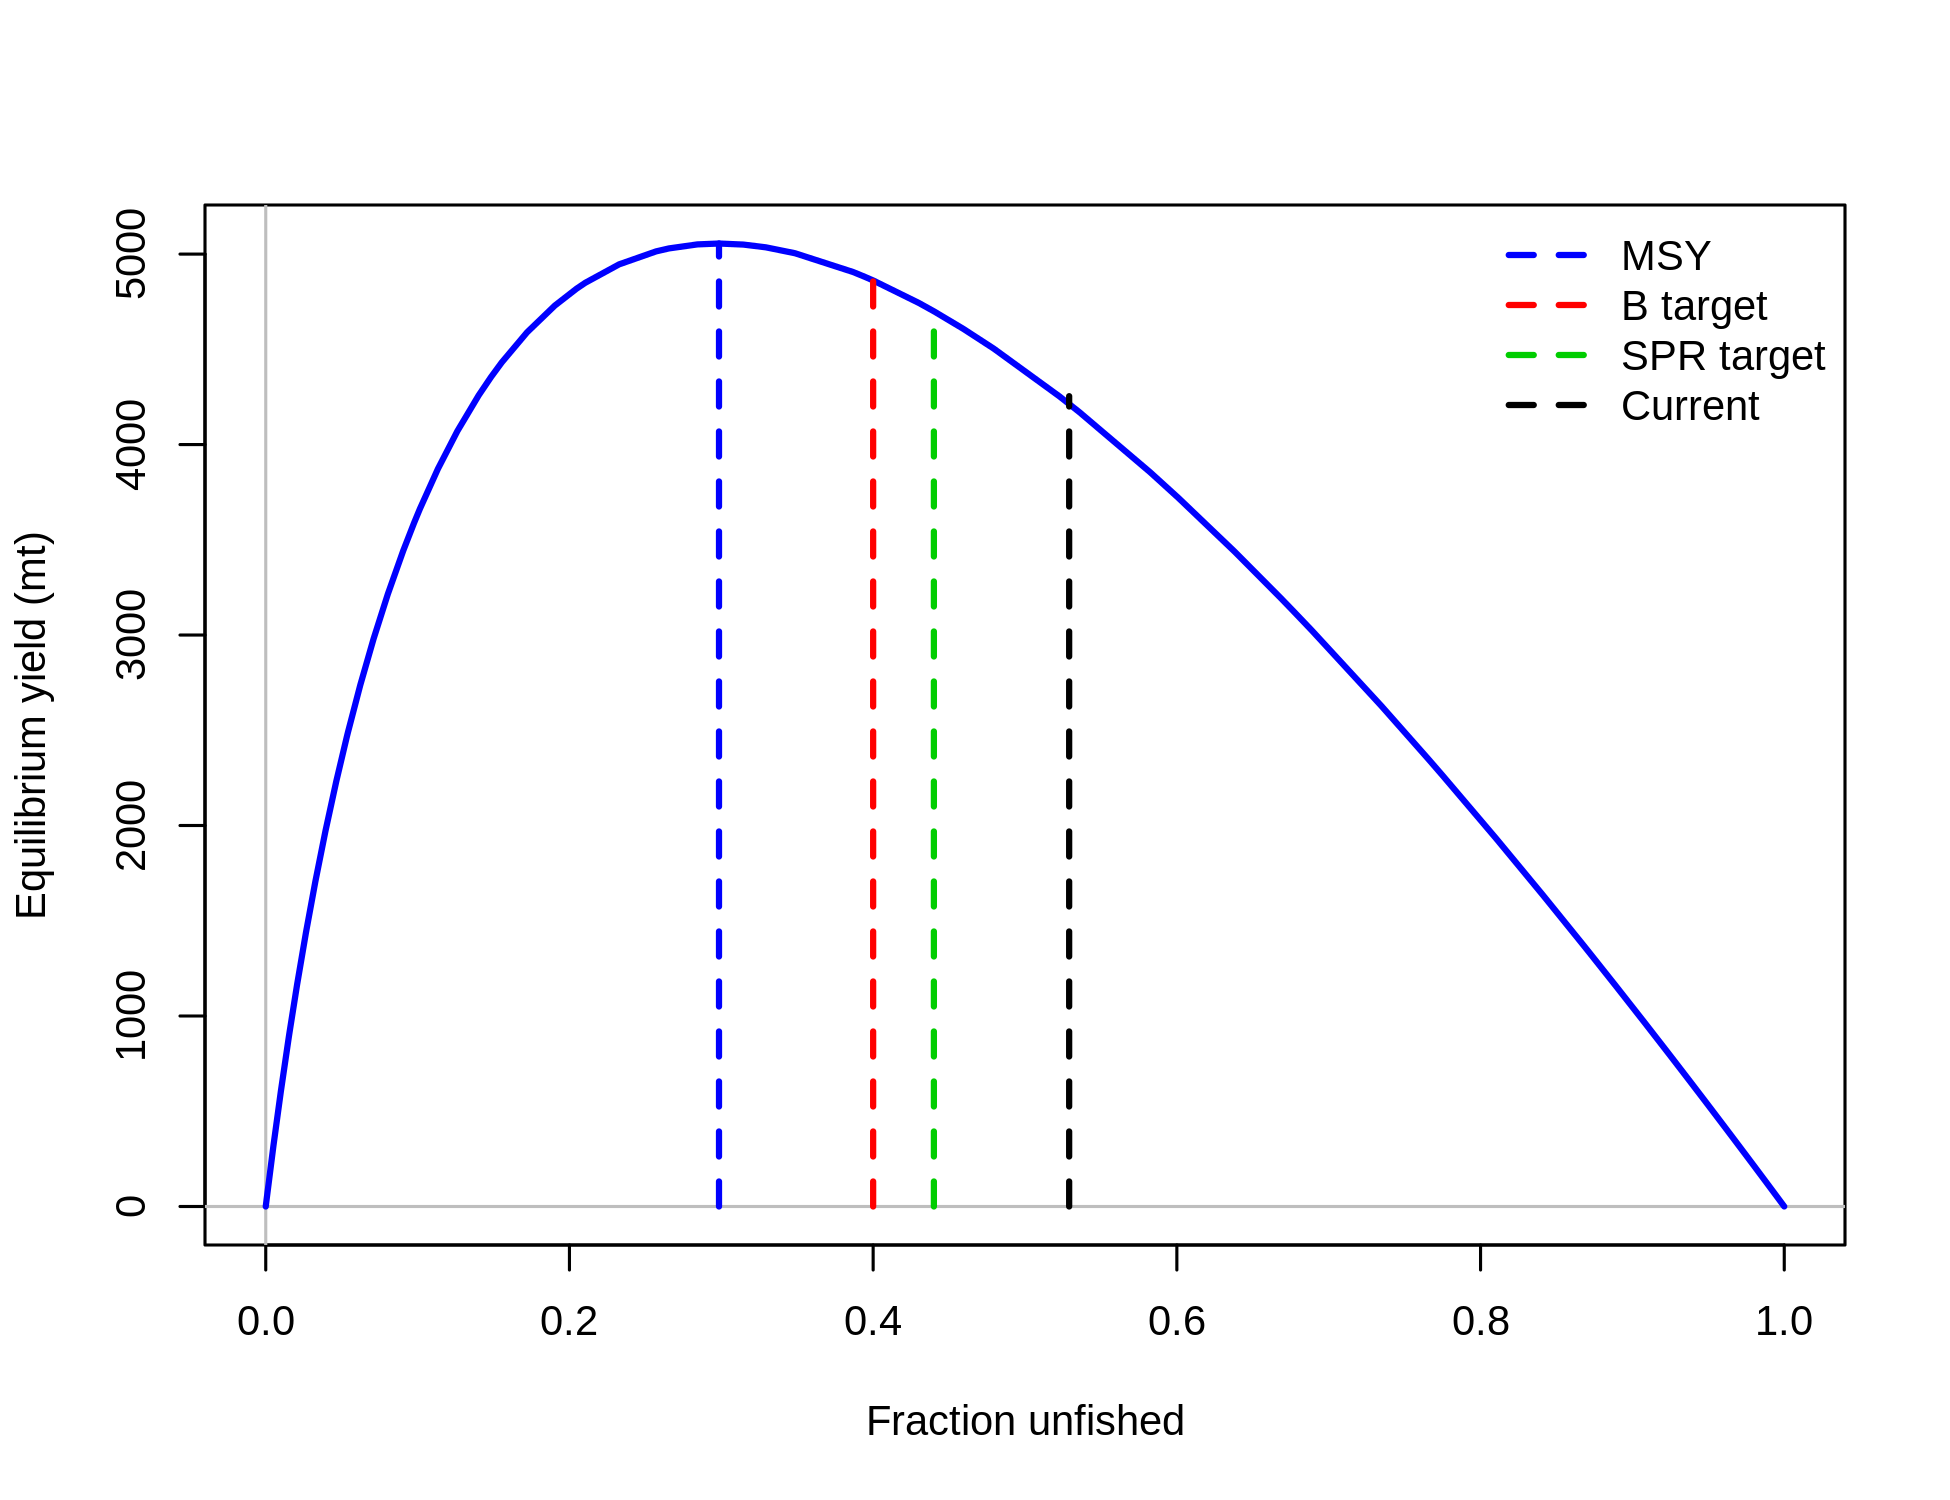 MSY
B target
SPR target
Current
5000
4000
3000
2000
1000
0
Equilibrium yield (mt)
0.0 0.2 0.4 0.6 0.8 1.0
Fraction unfished